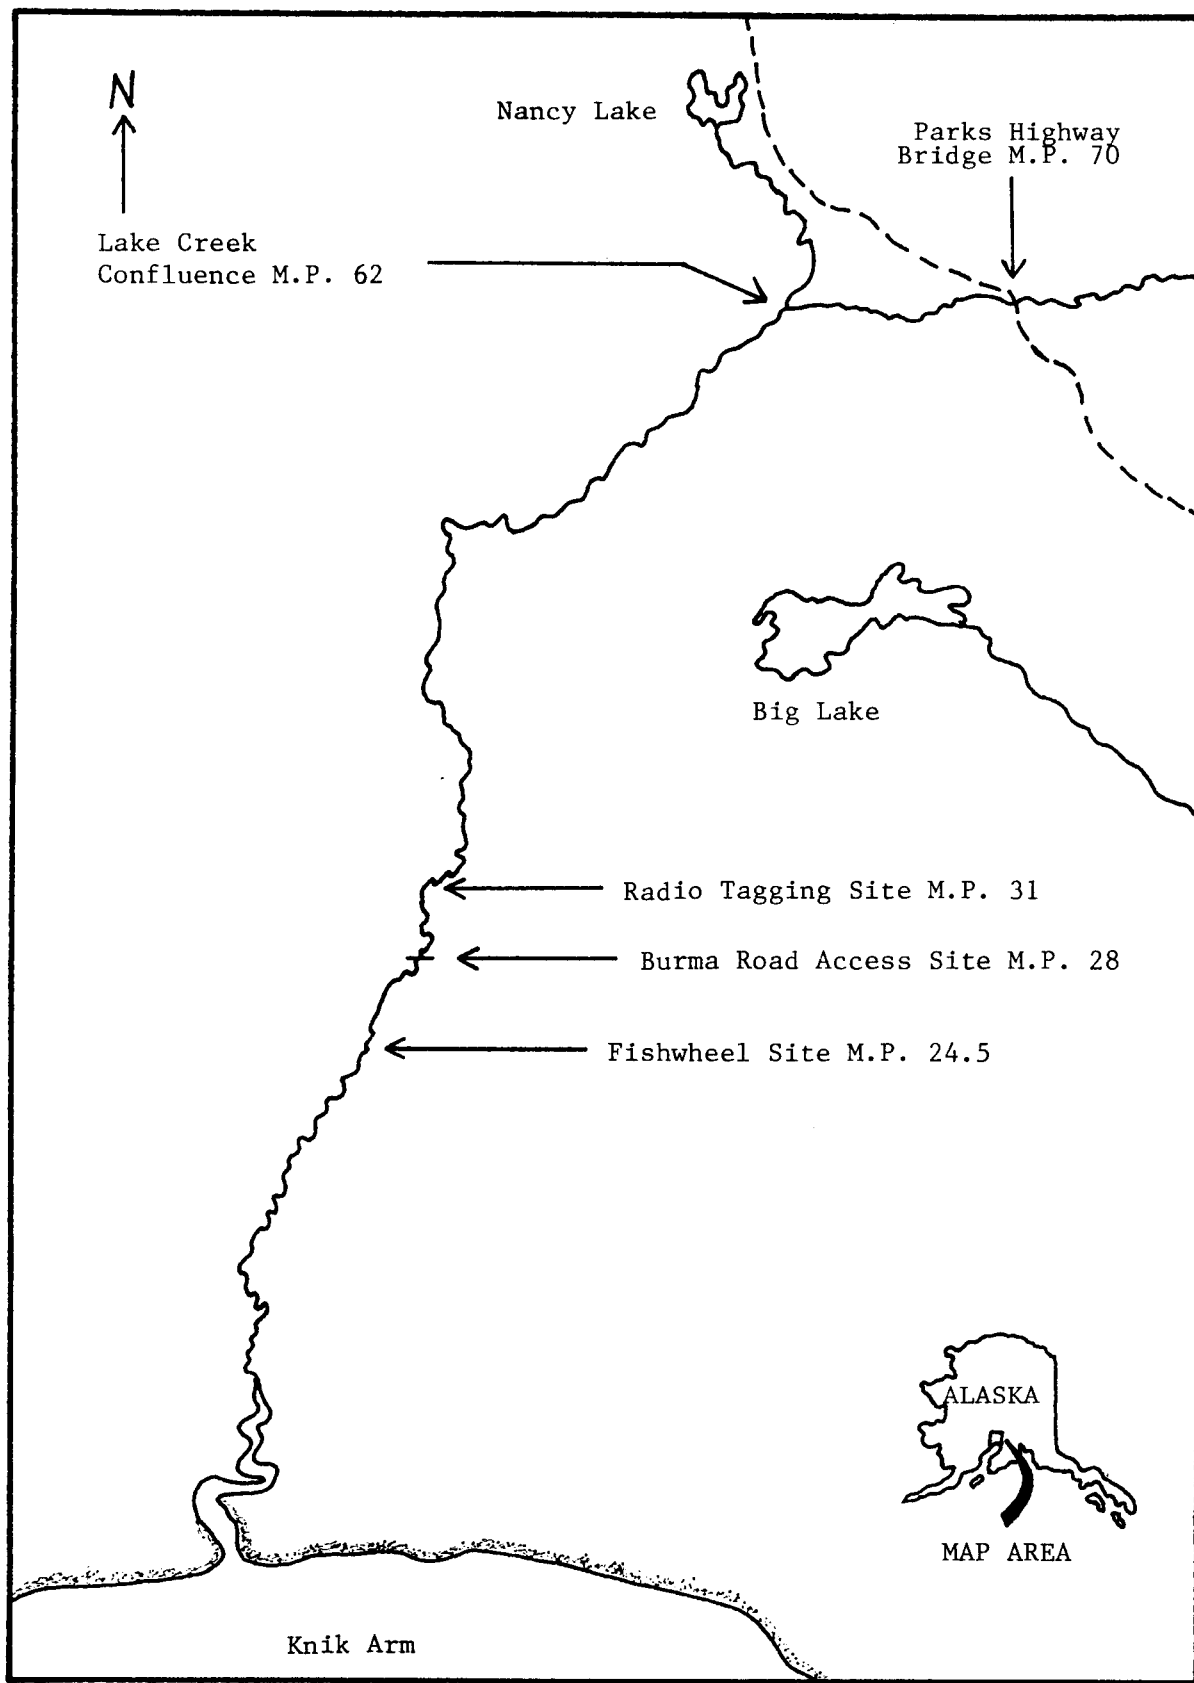 N
Nancy Lake
Parks Highway
Bridge M.P. 70
Lake Creek
Confluence M.P. 62
Big Lake
Radio Tagging Site M.P. 31
Burma Road Access Site M.P. 28
Fishwheel Site M.P. 24.5
ALASKA
MAP AREA
Knik Arm